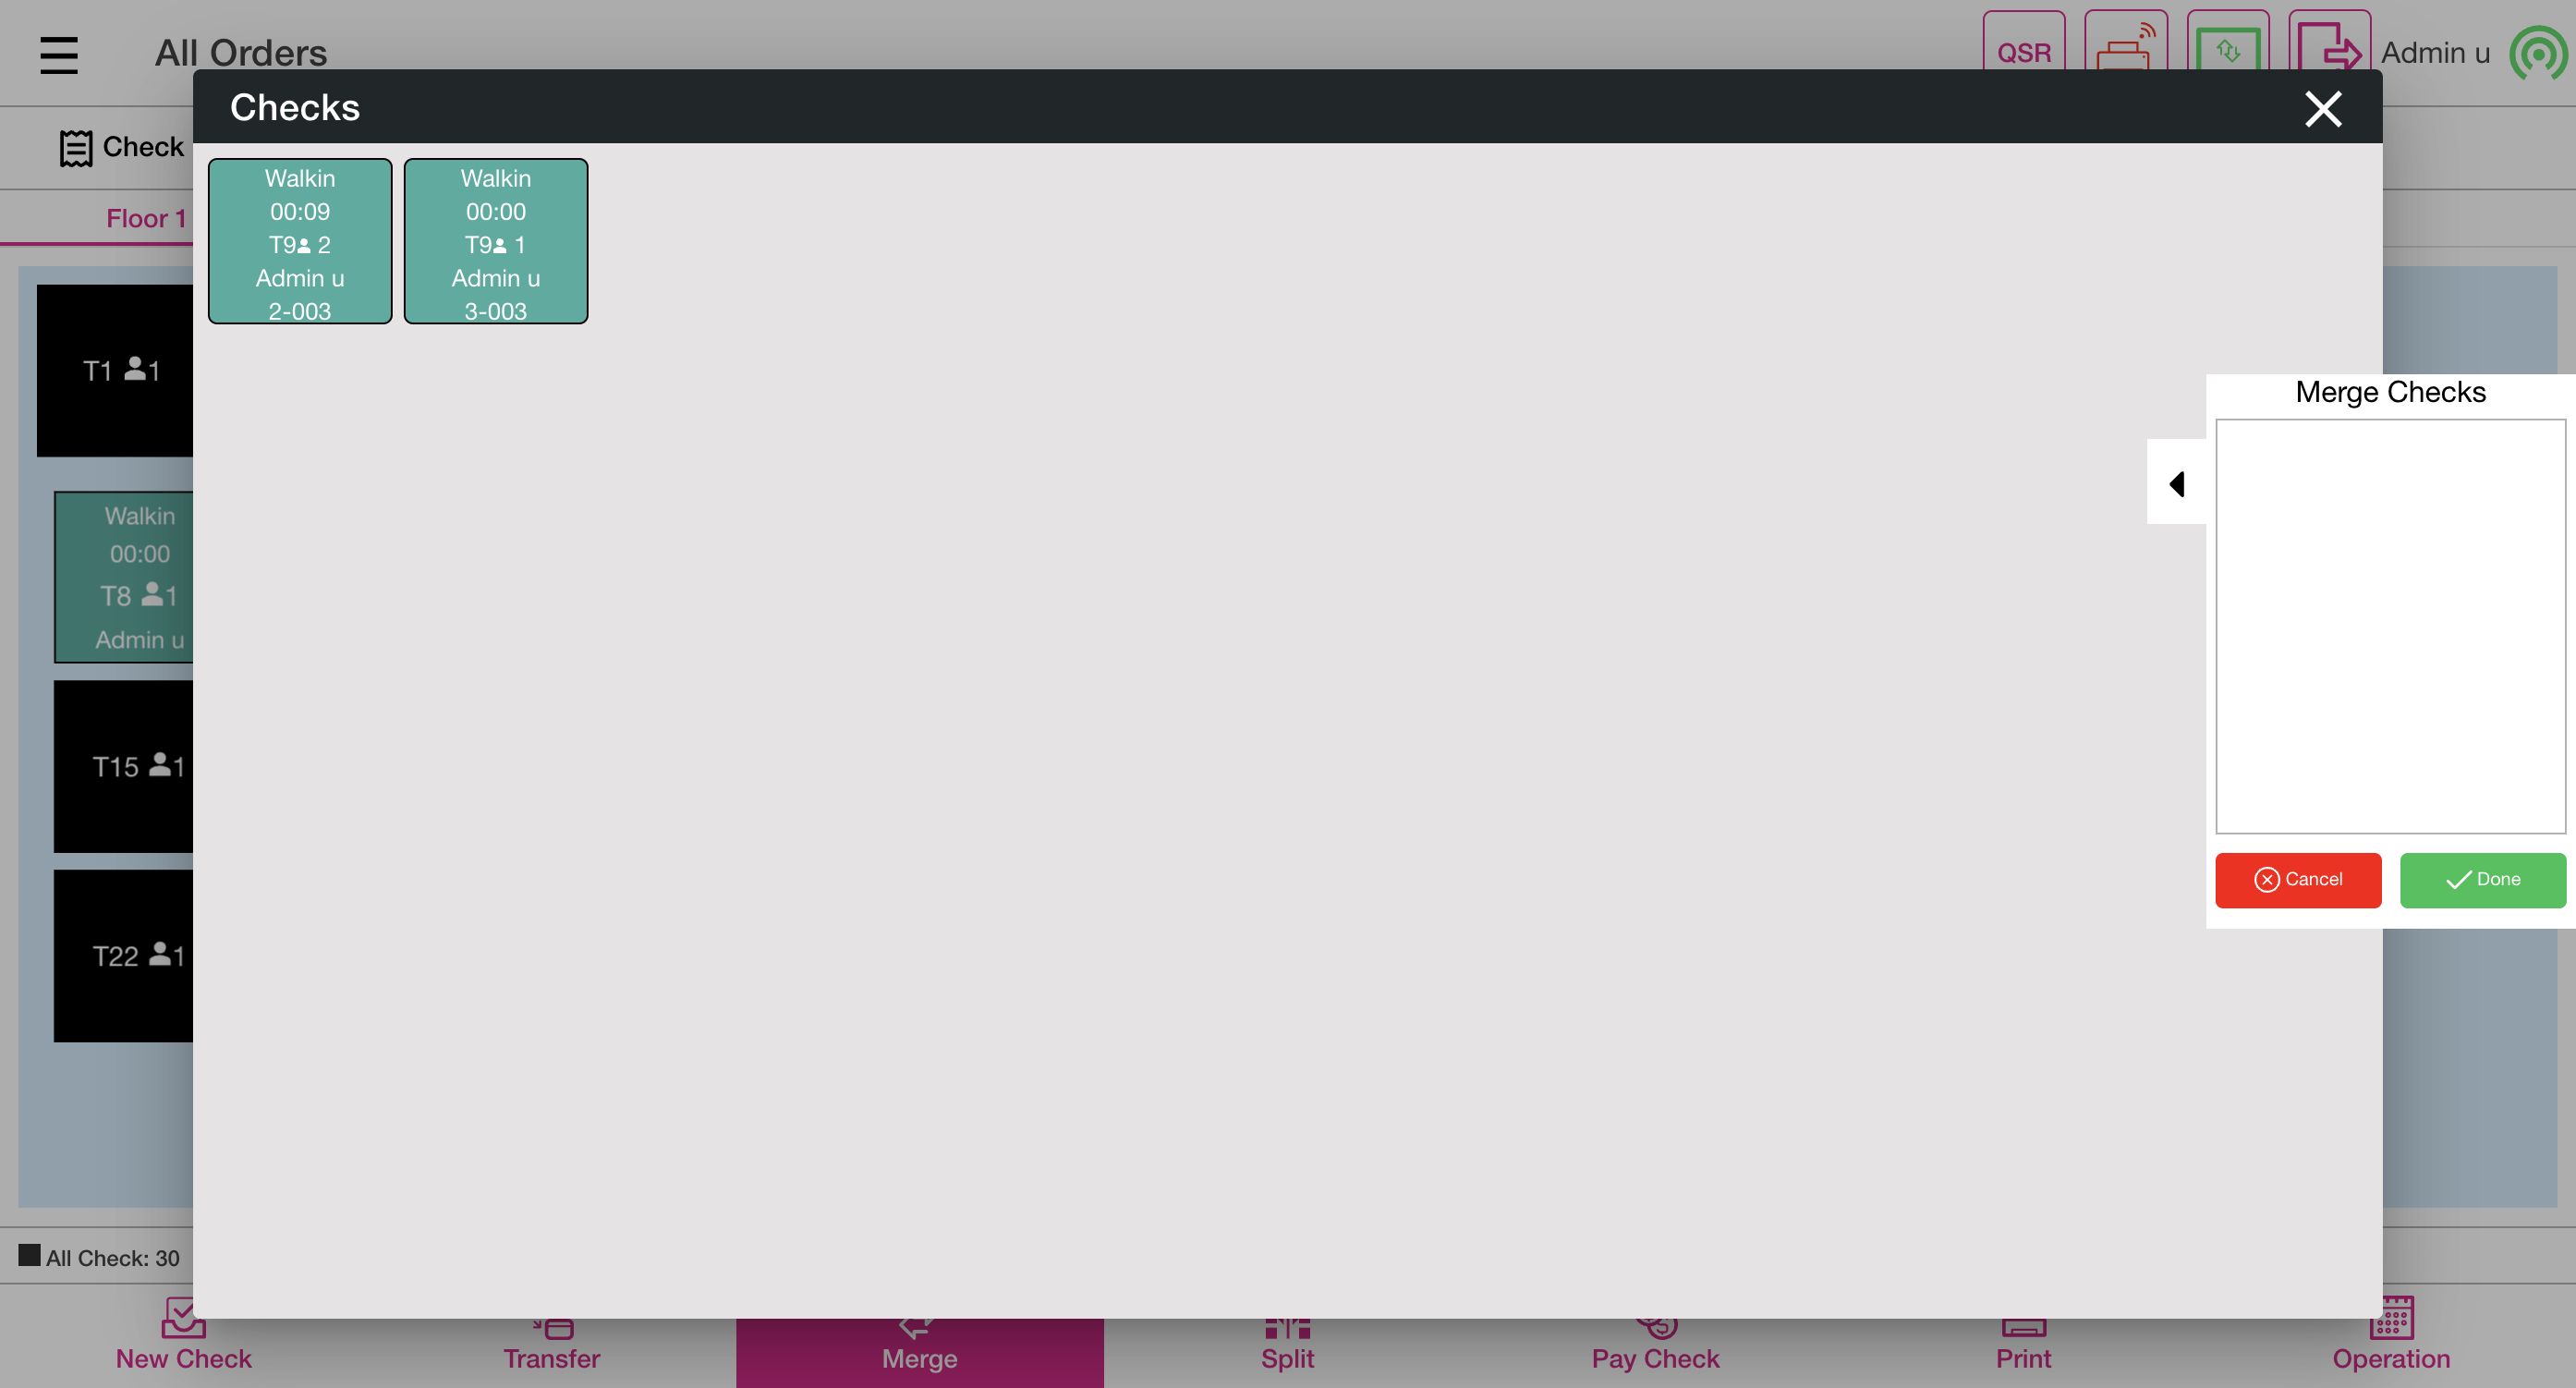 All Orders
QSR
Admin u
Checks
Check
Floor 1
Walkin
00:09
T9 2
Admin u
2-003
Walkin
00:00
T9 1
Admin u
3-003
T1 1
Walkin
00:00
T8 1
Admin u
T15 1
T22 1
Merge Checks
Cancel
Done
All Check: 30
New Check
Transfer
Merge
Split
Pay Check
Print
Operation